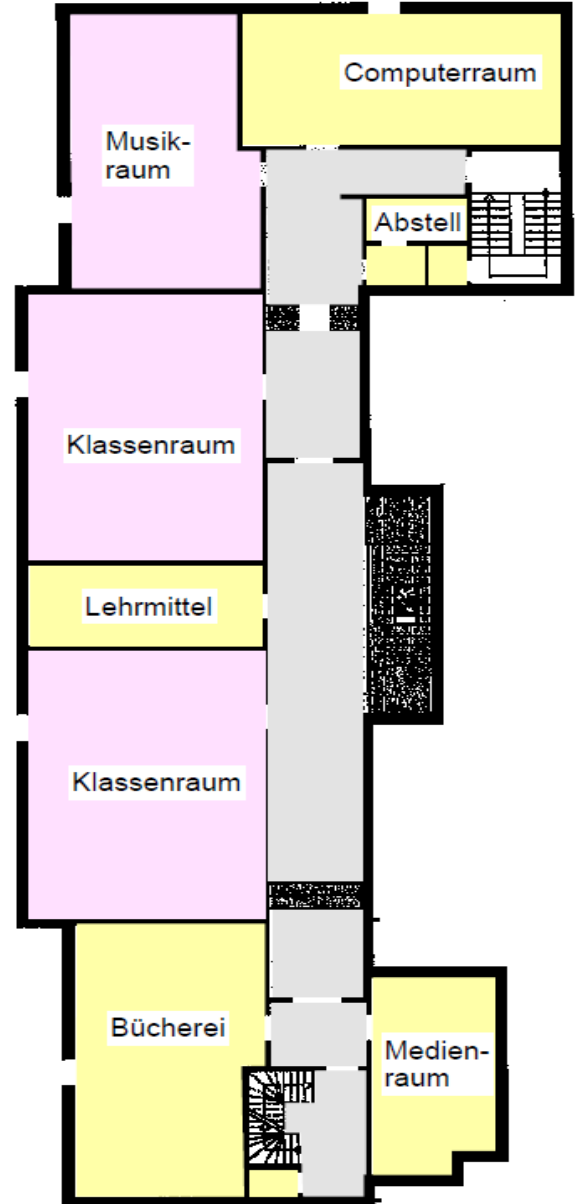 Computerraum
Musik-
raum
Abstell
Klassenraum
Lehrmittel
Klassenraum
Bücherei
Medien-
raum